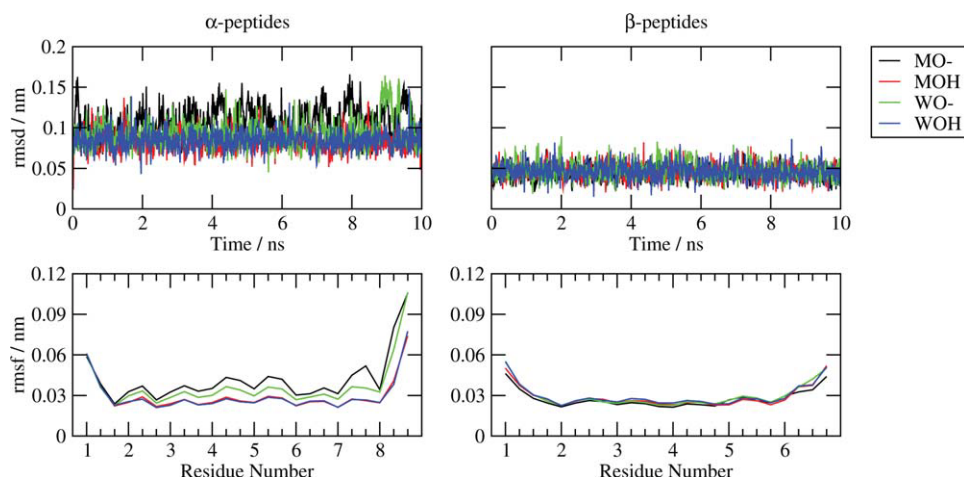 α-peptides
β-peptides
rmsd / nm
0.2
0.15
0.1
0.05
0
0 2 4 6 8 10
Time / ns
0 2 4 6 8 10
Time / ns
MO-
MOH
WO-
WOH
rmsf / nm
0.12
0.09
0.06
0.03
0
1 2 3 4 5 6 7 8
Residue Number
0.12
0.09
0.06
0.03
0
1 2 3 4 5 6
Residue Number